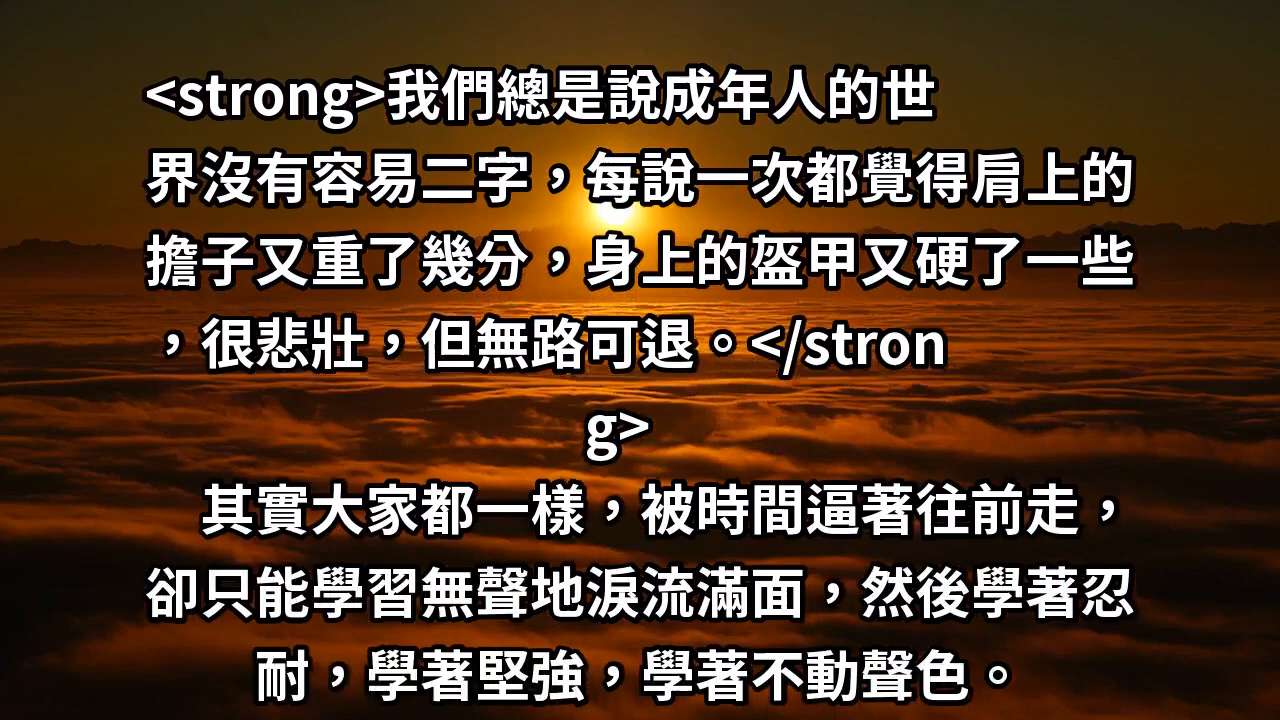 <strong>我們總是說成年人的世
界沒有容易二字，每說一次都覺得肩上的
擔子又重了幾分，身上的盔甲又硬了一些
，很悲壯，但無路可退。</stron
g>
其實大家都一樣，被時間逼著往前走，
卻只能學習無聲地淚流滿面，然後學著忍
耐，學著堅強，學著不動聲色。